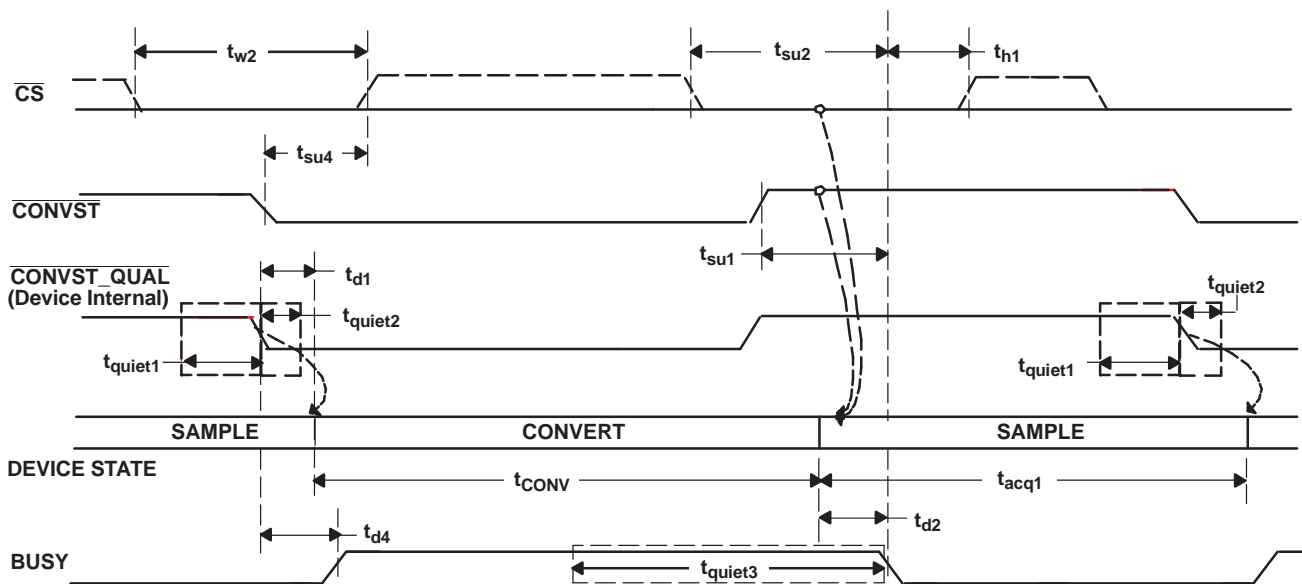 tw2
tsu2
th1
CS
tsu4
CONVST
tsu1
CONVST_QUAL
(Device Internal)
td1
tquiet2
tquiet1
tquiet2
tquiet1
SAMPLE
CONVERT
SAMPLE
DEVICE STATE
tCONV
tacq1
td4
td2
BUSY
tquiet3